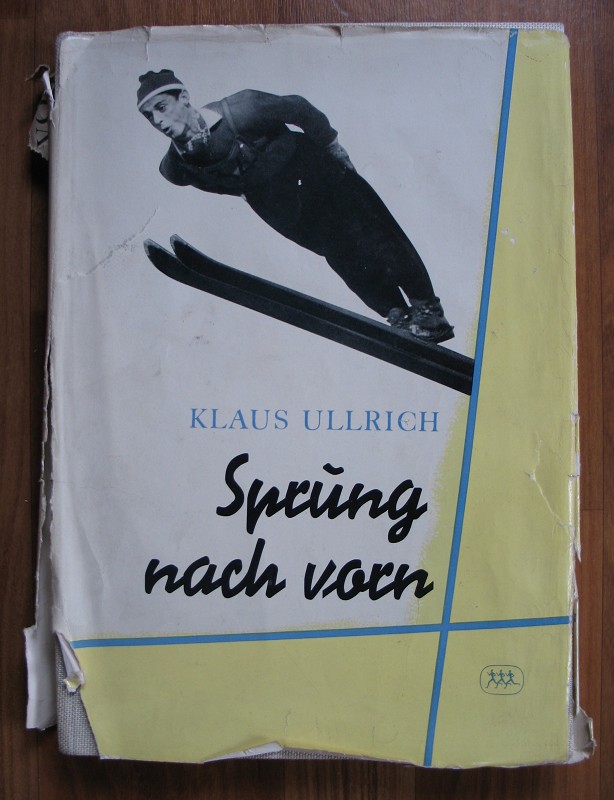 KLAUS ULLRICH
Sprung
nach vorn